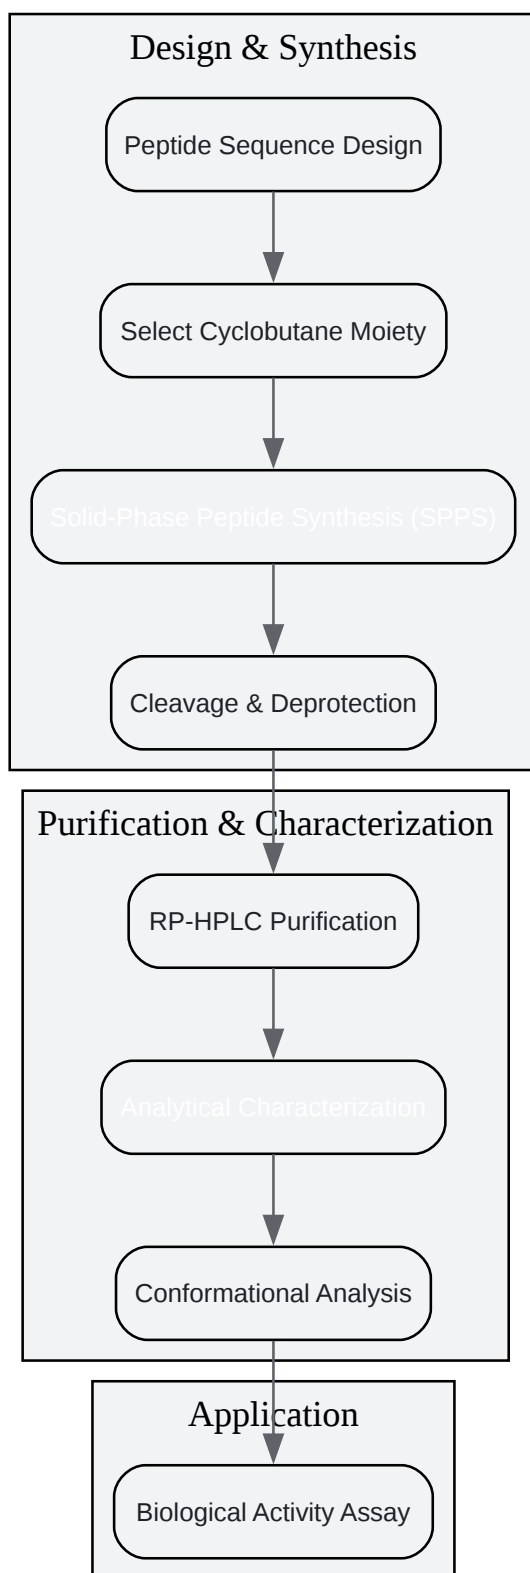 Design & Synthesis
Peptide Sequence Design
Select Cyclobutane Moiety
Solid-Phase Peptide Synthesis (SPPS)
Cleavage & Deprotection
Purification & Characterization
RP-HPLC Purification
Analytical Characterization
Conformational Analysis
Application
Biological Activity Assay